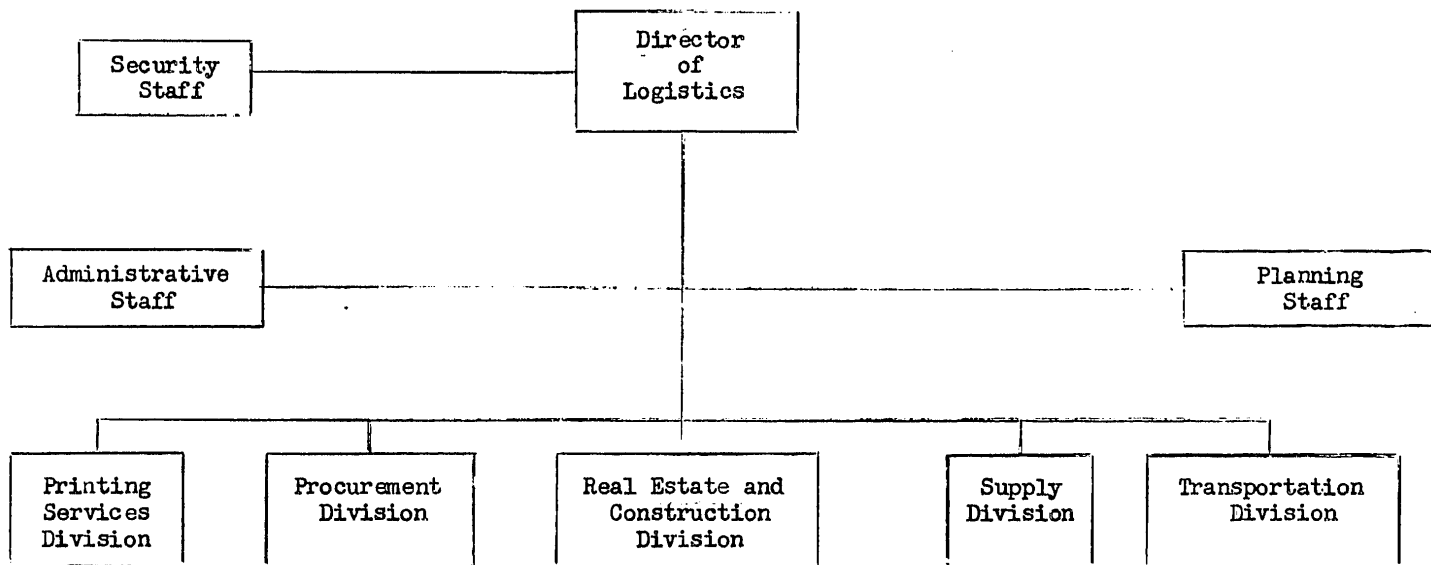 Security
Staff
Director
of
Logistics
Administrative
Staff
Planning
Staff
Printing
Services
Division
Procurement
Division
Real Estate and
Construction
Division
Supply
Division
Transportation
Division